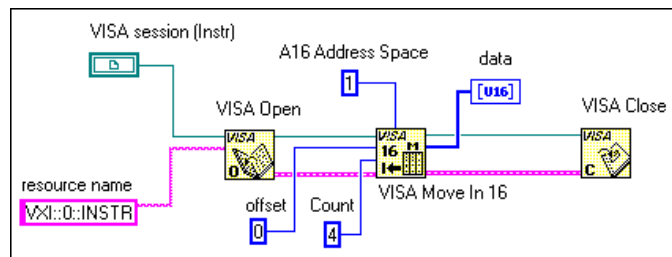 VISA session (Instr)
A16 Address Space
data
1
[U16]
VISA Open
VISA Close
VISA
O
VISA
16 M
I
VISA
C
resource name
VXI::0::INSTR
offset
0
Count
4
VISA Move In 16